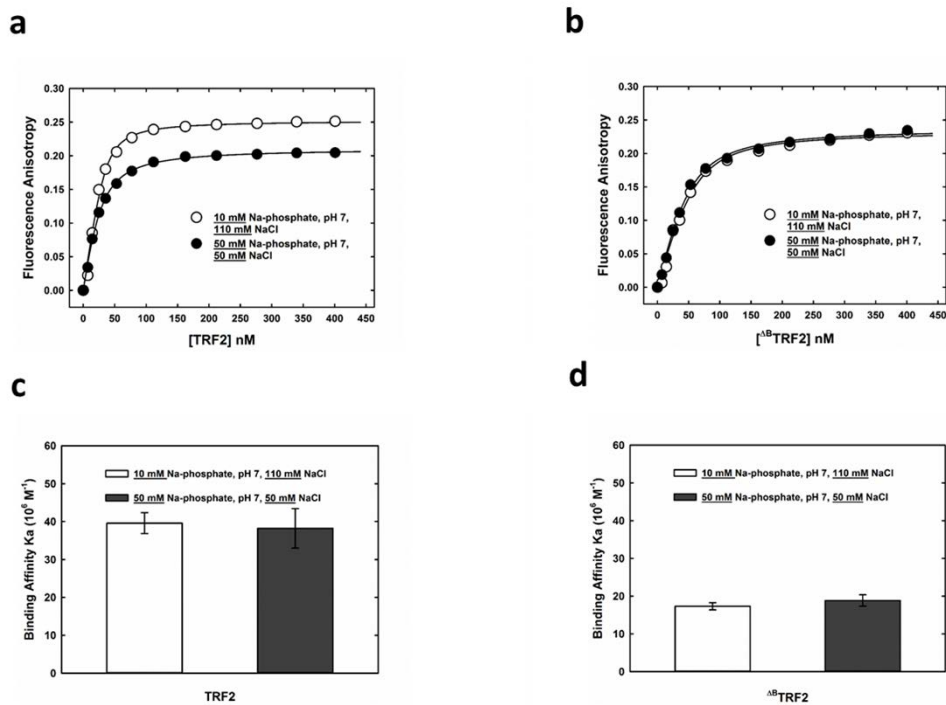 a
0.30
0.25
0.20
0.15
0.10
0.05
0.00
Fluorescence Anisotropy
10 mM Na-phosphate, pH 7,
110 mM NaCl
50 mM Na-phosphate, pH 7,
50 mM NaCl
0 50 100 150 200 250 300 350 400 450
[TRF2] nM
b
0.30
0.25
0.20
0.15
0.10
0.05
0.00
Fluorescence Anisotropy
10 mM Na-phosphate, pH 7,
110 mM NaCl
50 mM Na-phosphate, pH 7,
50 mM NaCl
0 50 100 150 200 250 300 350 400 450
[ΔBTRF2] nM
c
60
50
40
30
20
10
0
Binding Affinity Ka (10⁶ M⁻¹)
10 mM Na-phosphate, pH 7, 110 mM NaCl
50 mM Na-phosphate, pH 7, 50 mM NaCl
TRF2
d
60
50
40
30
20
10
0
Binding Affinity Ka (10⁶ M⁻¹)
10 mM Na-phosphate, pH 7, 110 mM NaCl
50 mM Na-phosphate, pH 7, 50 mM NaCl
ΔBTRF2